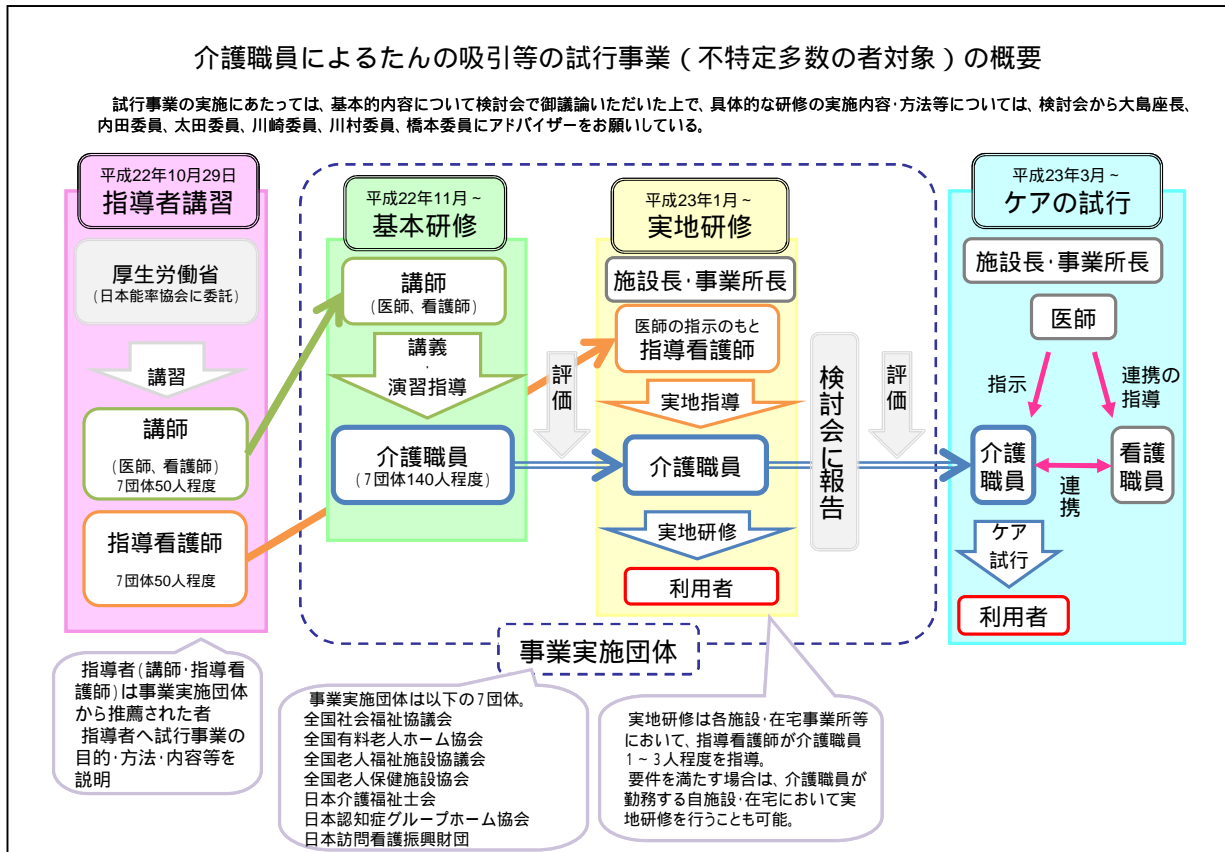 介護職員によるたんの吸引等の試行事業(不特定多数の者対象)の概要
試行事業の実施にあたっては、基本的内容について検討会で御議論いただいた上で、具体的な研修の実施内容・方法等については、検討会から大島座長、
内田委員、太田委員、川崎委員、川村委員、橋本委員にアドバイザーをお願いしている。
平成22年10月29日
指導者講習
厚生労働省
(日本能率協会に委託)
講習
講師
(医師、看護師)
7団体50人程度
指導看護師
7団体50人程度
指導者(講師・指導看
護師)は事業実施団体
から推薦された者
指導者へ試行事業の
目的・方法・内容等を
説明
平成22年11月~
基本研修
講師
(医師、看護師)
講義
・
演習指導
介護職員
(7団体140人程度)
評
価
平成23年1月~
実地研修
施設長・事業所長
医師の指示のもと
指導看護師
実地指導
介護職員
実地研修
利用者
検討会に報告
評
価
事業実施団体
事業実施団体は以下の7団体。
全国社会福祉協議会
全国有料老人ホーム協会
全国老人福祉施設協議会
全国老人保健施設協会
日本介護福祉士会
日本認知症グループホーム協会
日本訪問看護振興財団
実地研修は各施設・在宅事業所等
において、指導看護師が介護職員
1~3人程度を指導。
要件を満たす場合は、介護職員が
勤務する自施設・在宅において実
地研修を行うことも可能。
平成23年3月~
ケアの試行
施設長・事業所長
医師
指示
連携の
指導
介護
職員
看護
職員
連携
ケア
試行
利用者